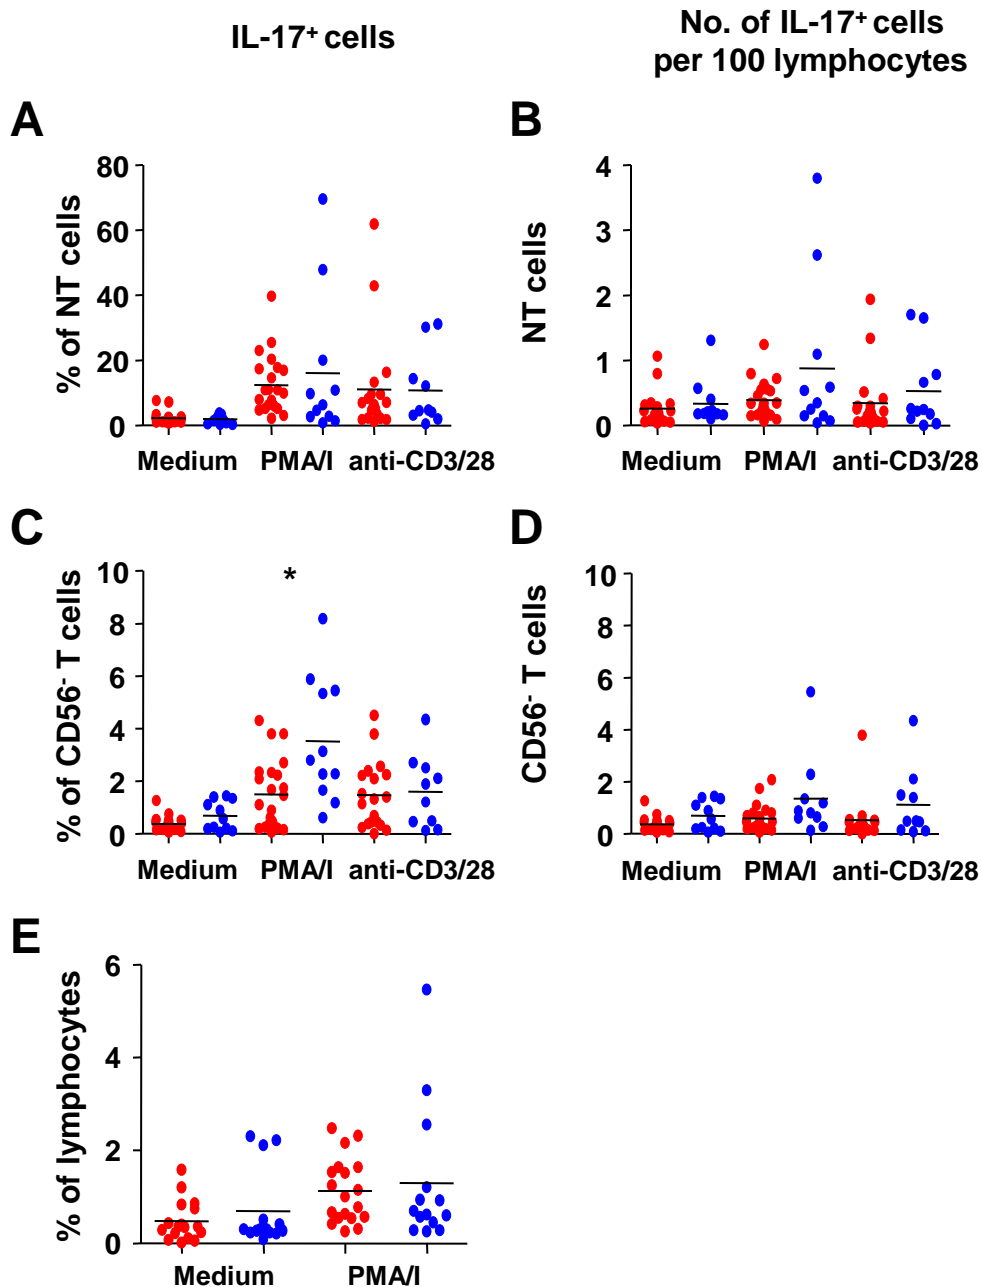 IL-17+ cells
No. of IL-17+ cells
per 100 lymphocytes
A
% of NT cells
80
60
40
20
0
Medium PMA/I anti-CD3/28
B
NT cells
4
3
2
1
0
Medium PMA/I anti-CD3/28
C
% of CD56- T cells
10
8
6
4
2
0
*
Medium PMA/I anti-CD3/28
D
CD56- T cells
10
8
6
4
2
0
Medium PMA/I anti-CD3/28
E
% of lymphocytes
6
4
2
0
Medium PMA/I